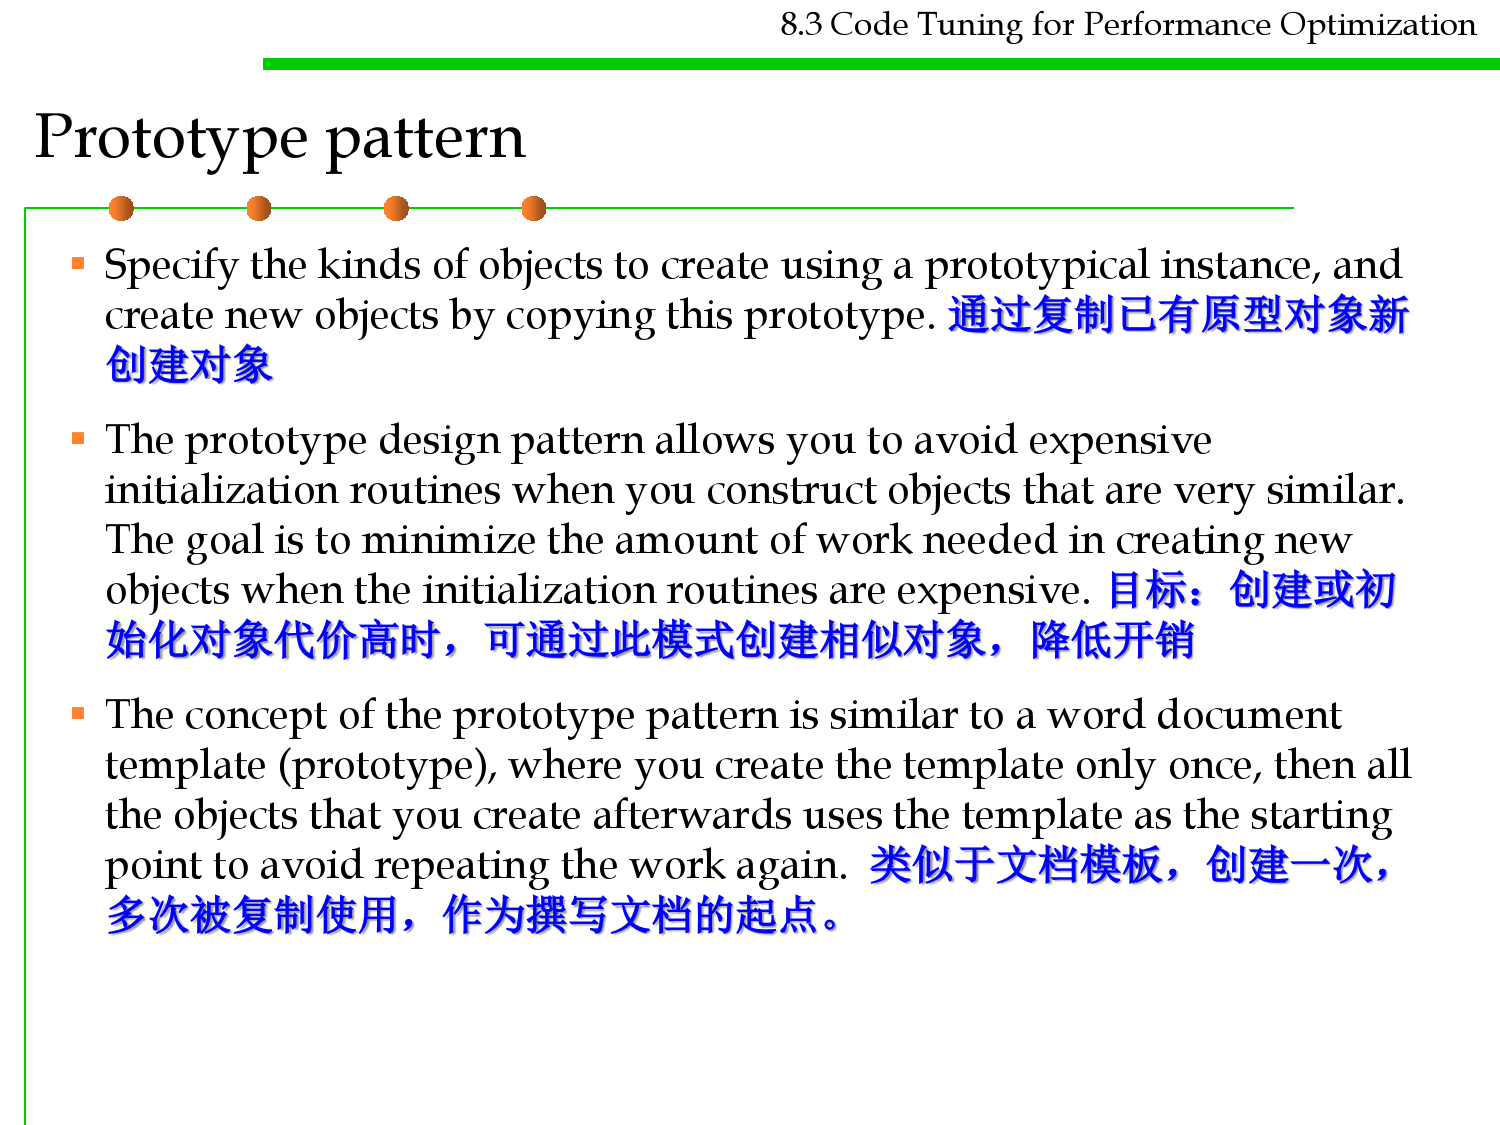 8.3 Code Tuning for Performance Optimization
Prototype pattern
Specify the kinds of objects to create using a prototypical instance, and
create new objects by copying this prototype. 通过复制已有原型对象新
创建对象
The prototype design pattern allows you to avoid expensive
initialization routines when you construct objects that are very similar.
The goal is to minimize the amount of work needed in creating new
objects when the initialization routines are expensive. 目标：创建或初
始化对象代价高时，可通过此模式创建相似对象，降低开销
The concept of the prototype pattern is similar to a word document
template (prototype), where you create the template only once, then all
the objects that you create afterwards uses the template as the starting
point to avoid repeating the work again. 类似于文档模板，创建一次，
多次被复制使用，作为撰写文档的起点。